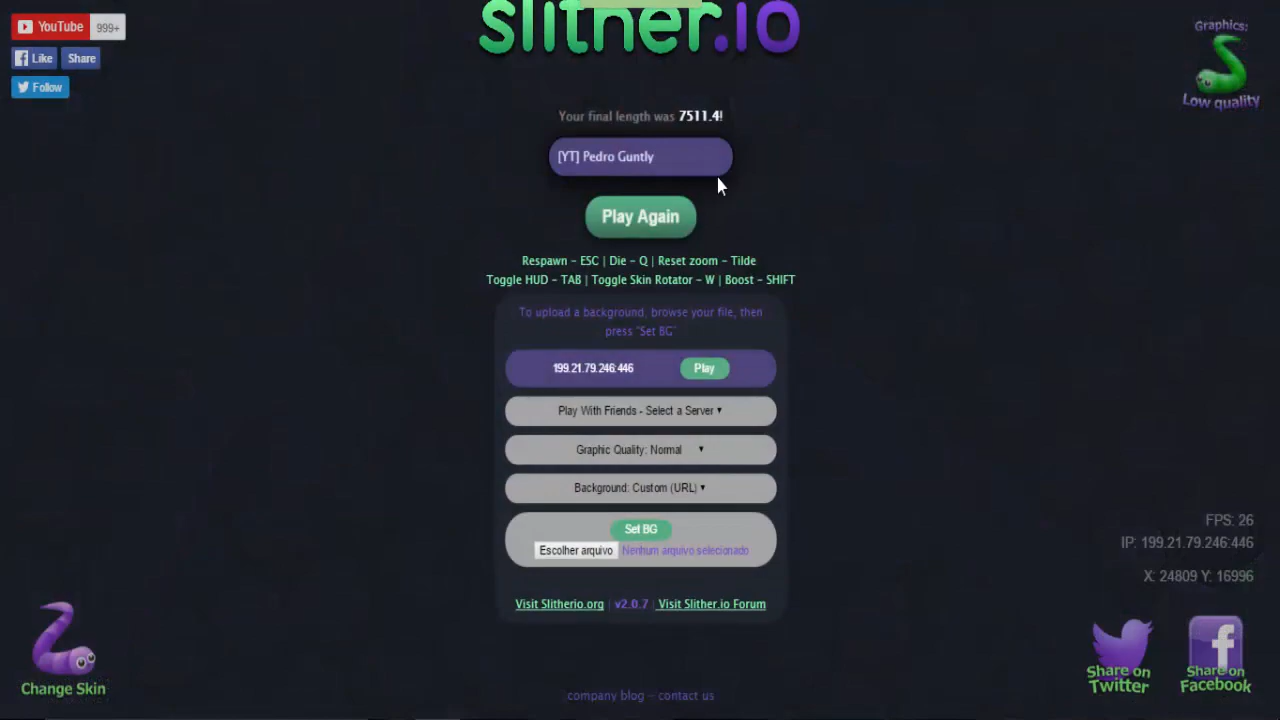 YouTube 999+
Like Share
Follow
slither.io
Graphics:
Low quality
Your final length was 7511.4!
[YT] Pedro Guntly
Play Again
Respawn - ESC | Die - Q | Reset zoom - Tilde
Toggle HUD - TAB | Toggle Skin Rotator - W | Boost - SHIFT
To upload a background, browse your file, then
press "Set BG"
199.21.79.246:446 Play
Play With Friends - Select a Server
Graphic Quality: Normal
Background: Custom (URL)
Set BG
Escolher arquivo Nenhum arquivo selecionado
Visit Slitherio.org | v2.0.7 | Visit Slither.io Forum
FPS: 26
IP: 199.21.79.246:446
X: 24809 Y: 16996
Change Skin
Share on
Twitter
Share on
Facebook
company blog - contact us